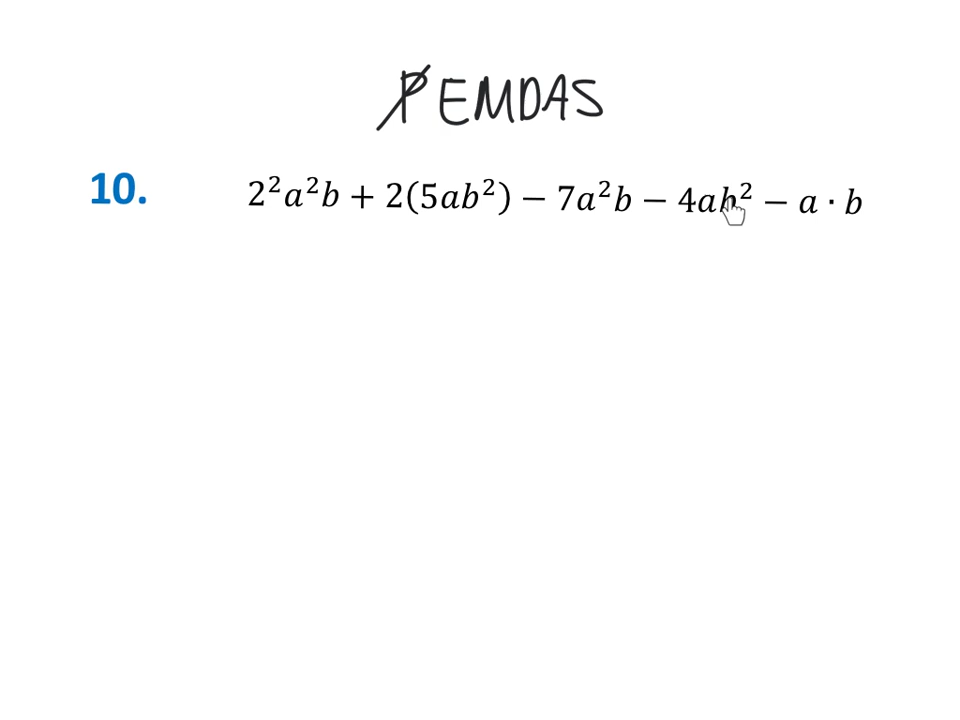 PEMDAS
10. 2²a²b + 2(5ab²) − 7a²b − 4ab² − a · b